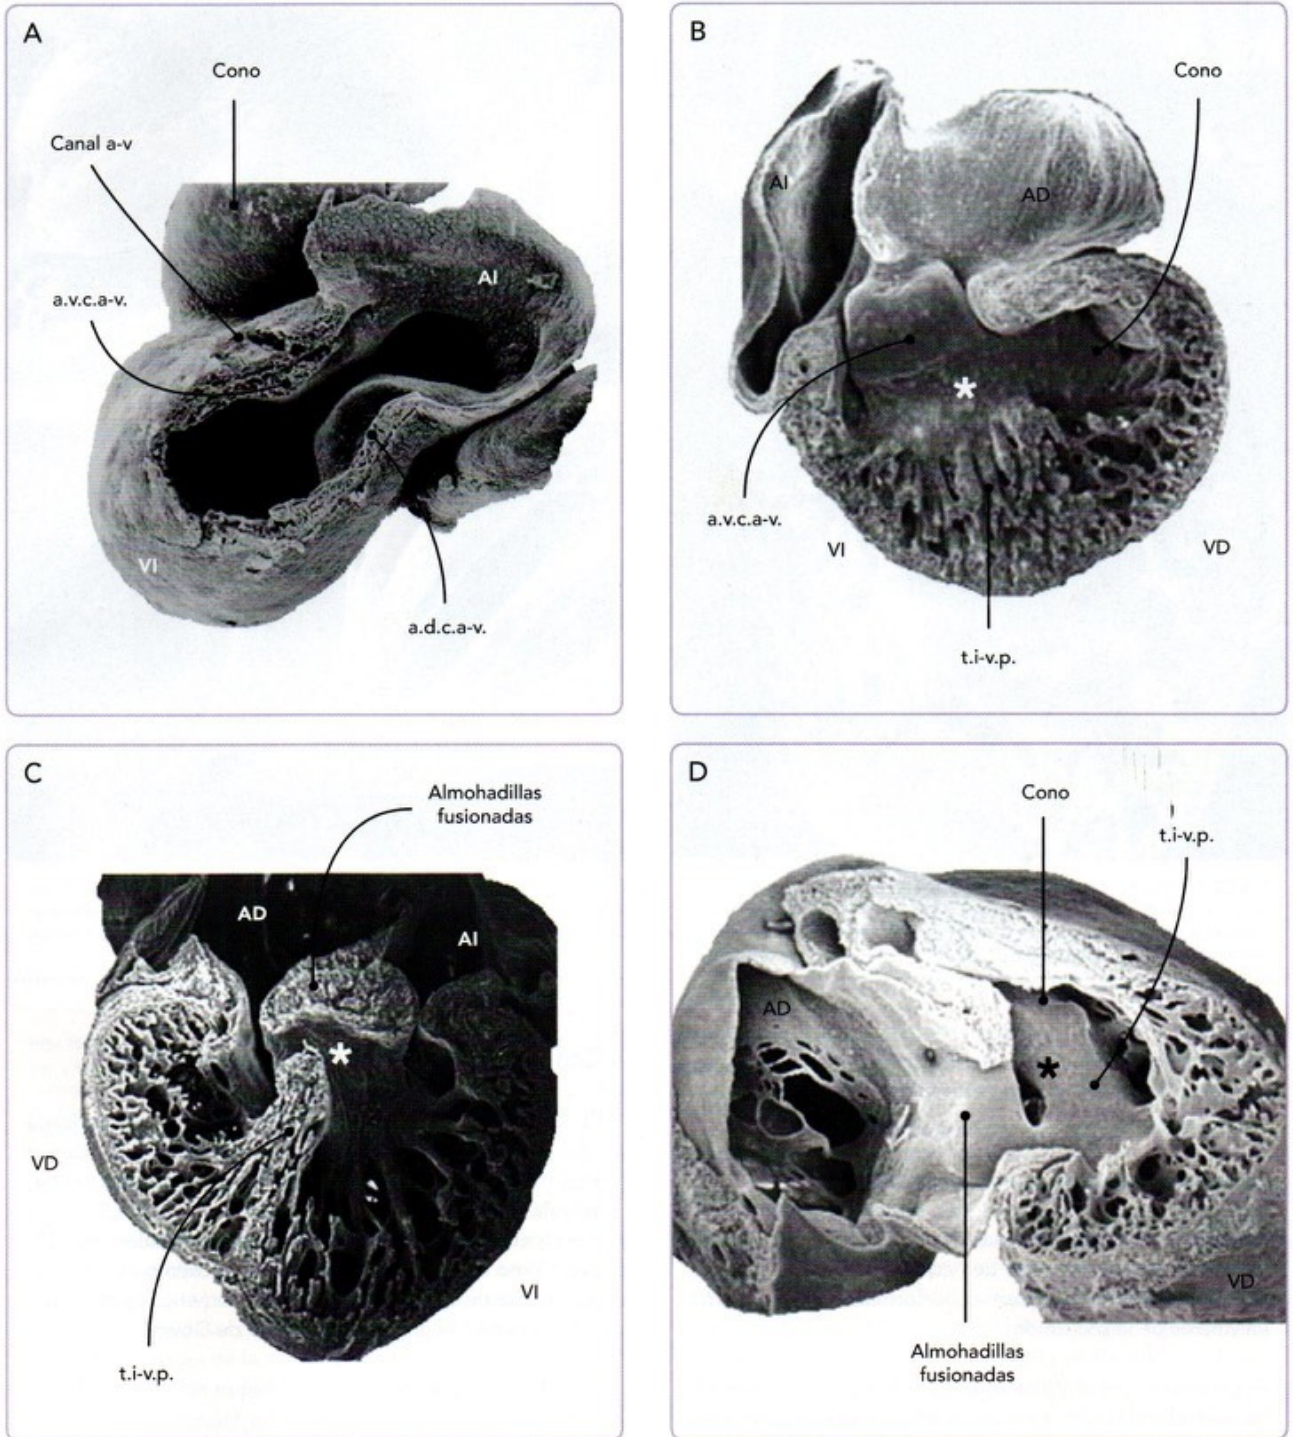 A
Cono
Canal a-v
a.v.c.a-v.
AI
VI
a.d.c.a-v.
B
Cono
AI
AD
*
a.v.c.a-v.
VI
VD
t.i-v.p.
C
Almohadillas
fusionadas
AD
AI
*
VD
VI
t.i-v.p.
D
Cono
t.i-v.p.
AD
*
VD
Almohadillas
fusionadas